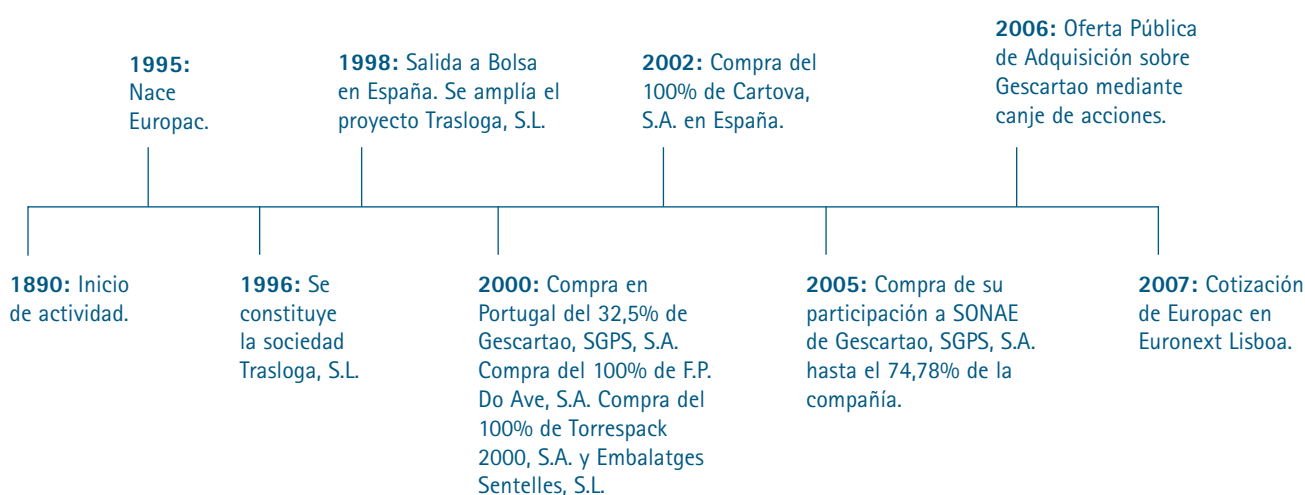 1890: Inicio
de actividad.
1995:
Nace
Europac.
1996: Se
constituye
la sociedad
Trasloga, S.L.
1998: Salida a Bolsa
en España. Se amplía el
proyecto Trasloga, S.L.
2000: Compra en
Portugal del 32,5% de
Gescartao, SGPS, S.A.
Compra del 100% de F.P.
Do Ave, S.A. Compra del
100% de Torrespack
2000, S.A. y Embalatges
Sentelles, S.L.
2002: Compra del
100% de Cartova,
S.A. en España.
2005: Compra de su
participación a SONAE
de Gescartao, SGPS, S.A.
hasta el 74,78% de la
compañía.
2006: Oferta Pública
de Adquisición sobre
Gescartao mediante
canje de acciones.
2007: Cotización
de Europac en
Euronext Lisboa.